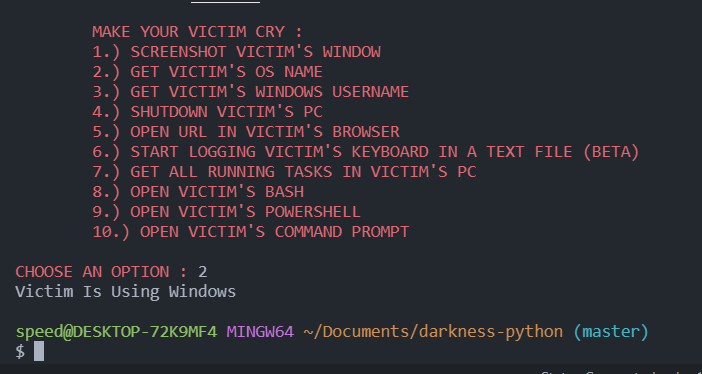 MAKE YOUR VICTIM CRY :
1.) SCREENSHOT VICTIM'S WINDOW
2.) GET VICTIM'S OS NAME
3.) GET VICTIM'S WINDOWS USERNAME
4.) SHUTDOWN VICTIM'S PC
5.) OPEN URL IN VICTIM'S BROWSER
6.) START LOGGING VICTIM'S KEYBOARD IN A TEXT FILE (BETA)
7.) GET ALL RUNNING TASKS IN VICTIM'S PC
8.) OPEN VICTIM'S BASH
9.) OPEN VICTIM'S POWERSHELL
10.) OPEN VICTIM'S COMMAND PROMPT
CHOOSE AN OPTION : 2
Victim Is Using Windows
speed@DESKTOP-72K9MF4 MINGW64 ~/Documents/darkness-python (master)
$